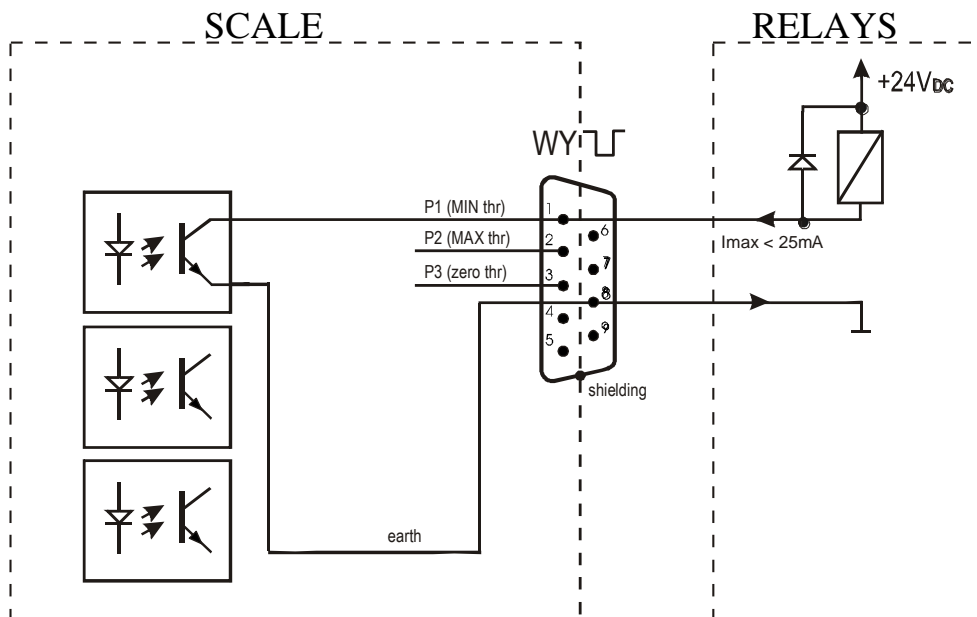 SCALE
RELAYS
+24VDC
WY
P1 (MIN thr)
1
6
P2 (MAX thr)
2
Imax < 25mA
7
P3 (zero thr)
3
8
4
9
5
shielding
earth